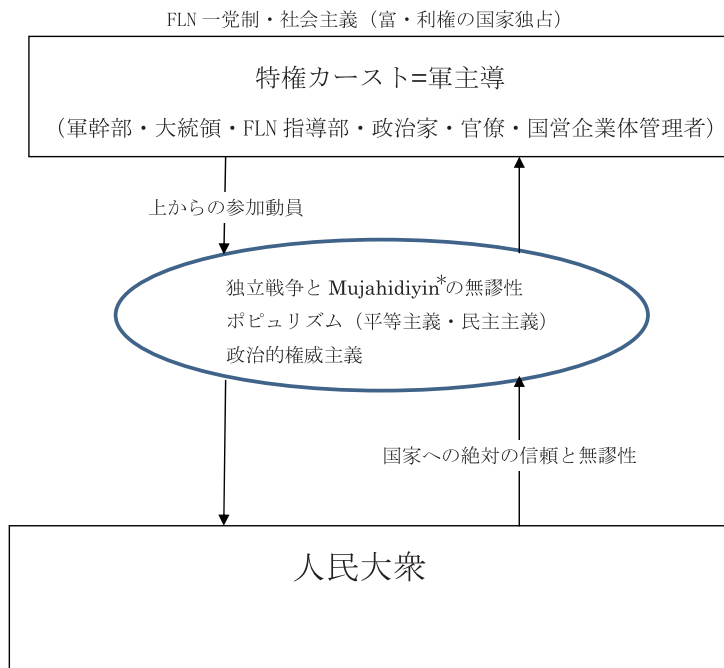 FLN 一党制・社会主義（富・利権の国家独占）
特権カースト=軍主導
（軍幹部・大統領・FLN 指導部・政治家・官僚・国営企業体管理者）
上からの参加動員
独立戦争と Mujahidiyin*の無謬性
ポピュリズム（平等主義・民主主義）
政治的権威主義
国家への絶対の信頼と無謬性
人民大衆